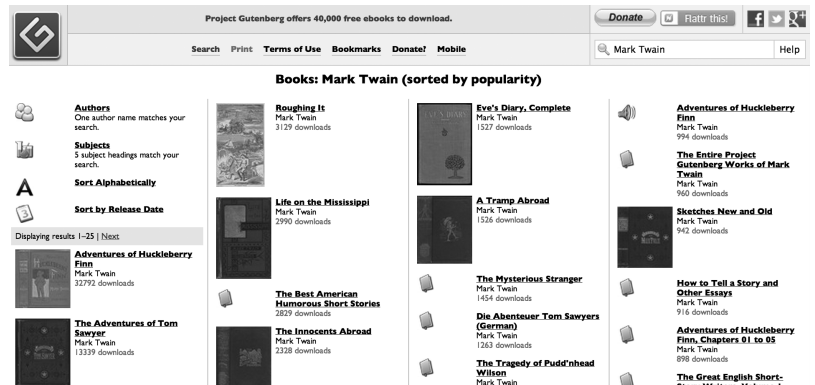 Project Gutenberg offers 40,000 free ebooks to download.
Donate
Flattr this!
Search Print Terms of Use Bookmarks Donate? Mobile
Mark Twain
Help
Books: Mark Twain (sorted by popularity)
Authors
One author name matches your
search.
Subjects
5 subject headings match your
search.
Sort Alphabetically
Sort by Release Date
Displaying results 1–25 | Next
Adventures of Huckleberry
Finn
Mark Twain
32792 downloads
The Adventures of Tom
Sawyer
Mark Twain
13339 downloads
Roughing It
Mark Twain
3129 downloads
Life on the Mississippi
Mark Twain
2990 downloads
The Best American
Humorous Short Stories
2829 downloads
The Innocents Abroad
Mark Twain
2328 downloads
Eve's Diary, Complete
Mark Twain
1527 downloads
A Tramp Abroad
Mark Twain
1526 downloads
The Mysterious Stranger
Mark Twain
1454 downloads
Die Abenteuer Tom Sawyers
(German)
Mark Twain
1263 downloads
The Tragedy of Pudd'nhead
Wilson
Mark Twain
Adventures of Huckleberry
Finn
Mark Twain
994 downloads
The Entire Project
Gutenberg Works of Mark
Twain
Mark Twain
960 downloads
Sketches New and Old
Mark Twain
942 downloads
How to Tell a Story and
Other Essays
Mark Twain
916 downloads
Adventures of Huckleberry
Finn, Chapters 01 to 05
Mark Twain
898 downloads
The Great English Short-